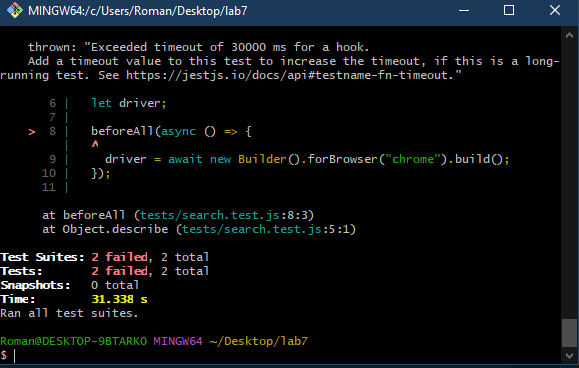 MINGW64:/c/Users/Roman/Desktop/lab7
thrown: "Exceeded timeout of 30000 ms for a hook.
Add a timeout value to this test to increase the timeout, if this is a long-
running test. See https://jestjs.io/docs/api#testname-fn-timeout."
6 |   let driver;
7 |
> 8 |   beforeAll(async () => {
|   ^
9 |     driver = await new Builder().forBrowser("chrome").build();
10 |   });
11 |
at beforeAll (tests/search.test.js:8:3)
at Object.describe (tests/search.test.js:5:1)
Test Suites: 2 failed, 2 total
Tests:       2 failed, 2 total
Snapshots:   0 total
Time:        31.338 s
Ran all test suites.
Roman@DESKTOP-9BTARKO MINGW64 ~/Desktop/lab7
$